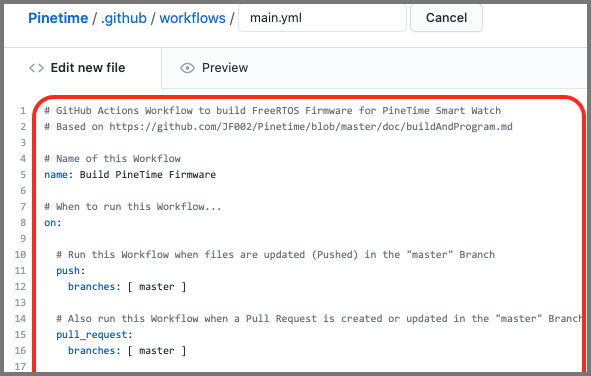 Pinetime / .github / workflows / main.yml Cancel
<> Edit new file Preview
1 # GitHub Actions Workflow to build FreeRTOS Firmware for PineTime Smart Watch
2 # Based on https://github.com/JF002/Pinetime/blob/master/doc/buildAndProgram.md
3
4 # Name of this Workflow
5 name: Build PineTime Firmware
6
7 # When to run this Workflow...
8 on:
9
10 # Run this Workflow when files are updated (Pushed) in the "master" Branch
11 push:
12 branches: [ master ]
13
14 # Also run this Workflow when a Pull Request is created or updated in the "master" Branch
15 pull_request:
16 branches: [ master ]
17